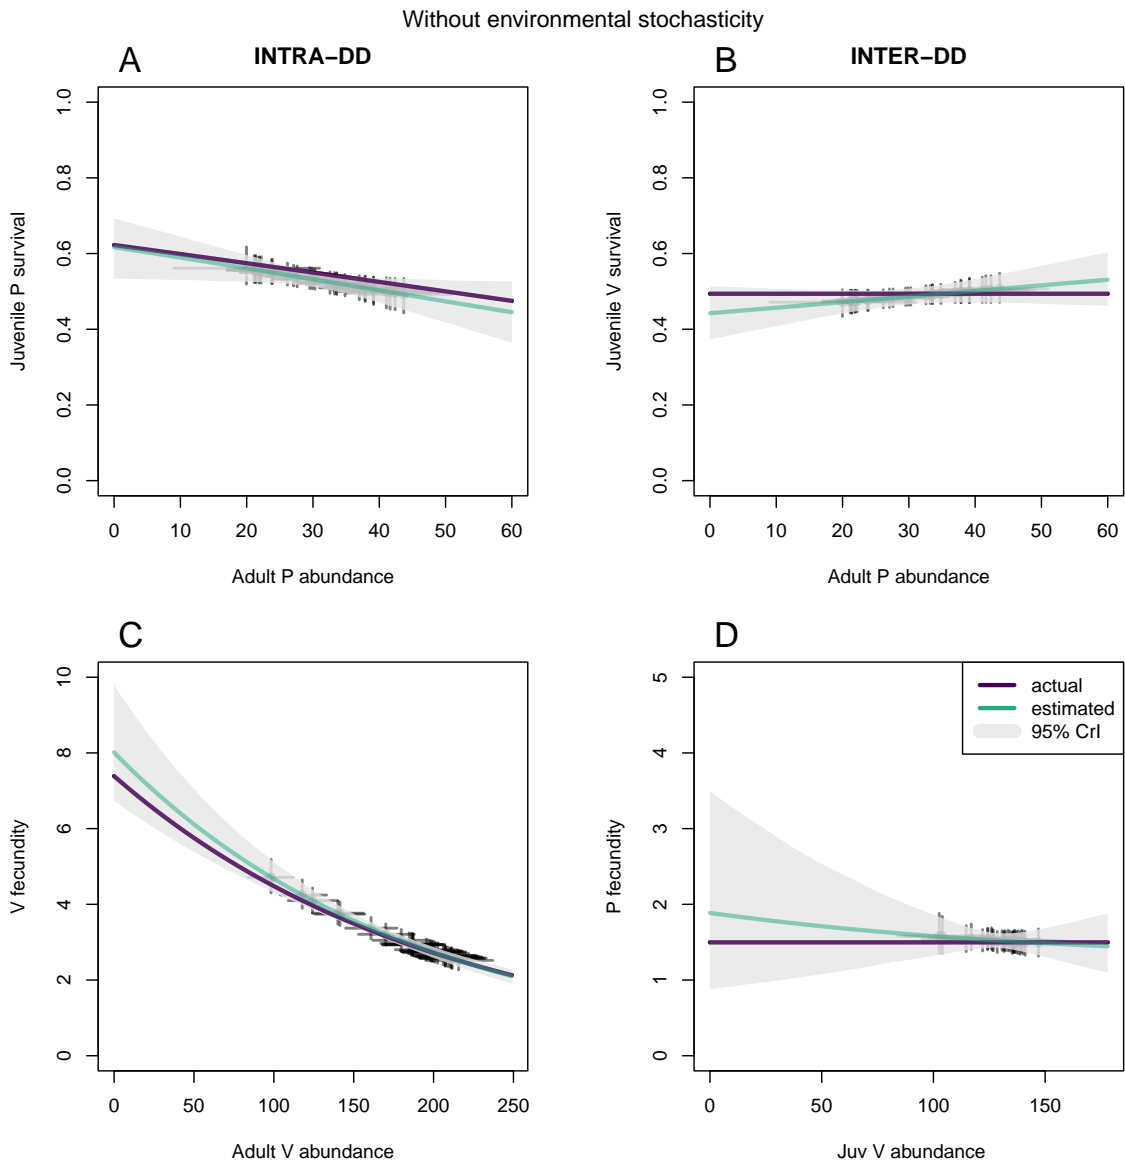 Without environmental stochasticity
A INTRA−DD
1.0
0.8
0.6
0.4
0.2
0.0
Juvenile P survival
0 10 20 30 40 50 60
Adult P abundance
B INTER−DD
1.0
0.8
0.6
0.4
0.2
0.0
Juvenile V survival
0 10 20 30 40 50 60
Adult P abundance
C
10
8
6
4
2
0
V fecundity
0 50 100 150 200 250
Adult V abundance
D
5
4
3
2
1
0
P fecundity
actual
estimated
95% CrI
0 50 100 150
Juv V abundance